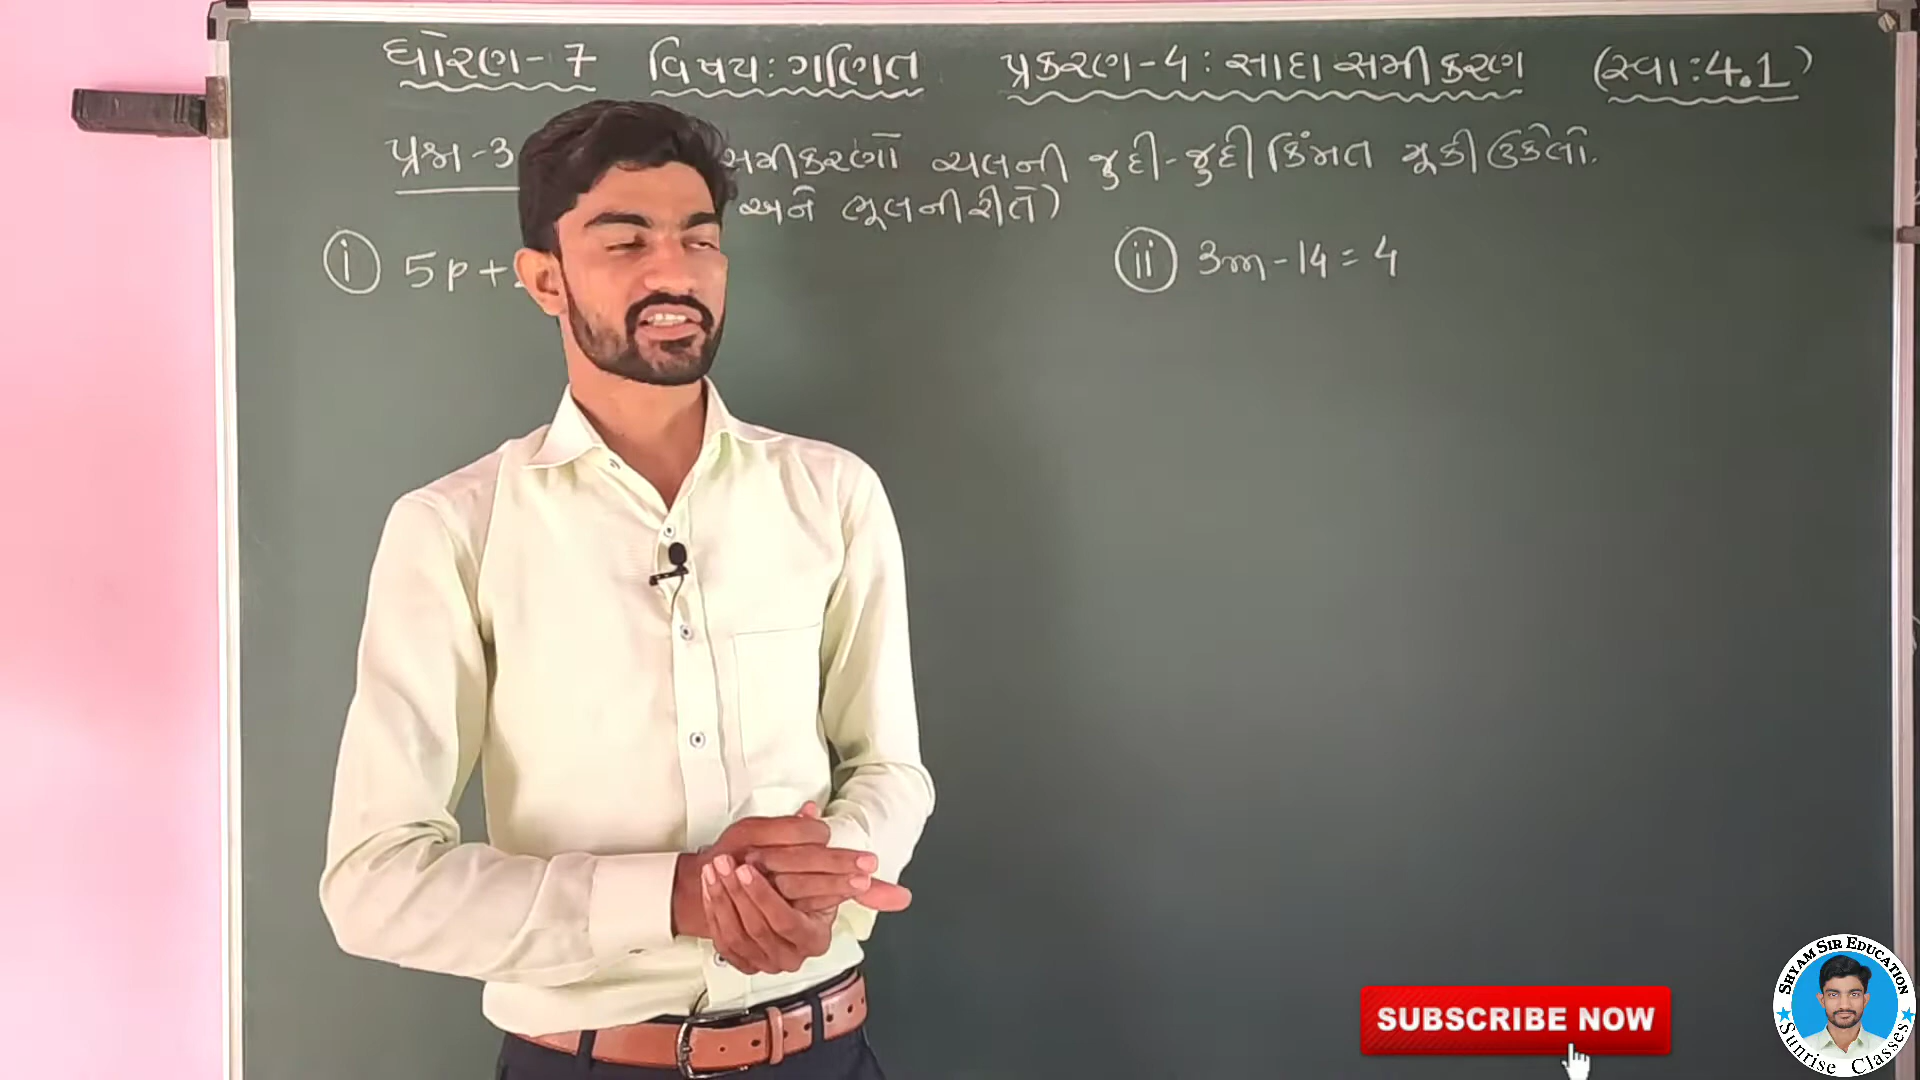 ધોરણ - 7 વિષય : ગણિત પ્રકરણ - 4 : સાદા સમીકરણ (સ્વા : 4.1)
પ્રશ્ન - 3 સમીકરણો ચલની જુદી - જુદી કિંમત મૂકી ઉકેલો.
અને ભૂલની રીતે)
i 5p +
ii 3m - 14 = 4
SUBSCRIBE NOW
SHYAM SIR EDUCATION
Sunrise Classes